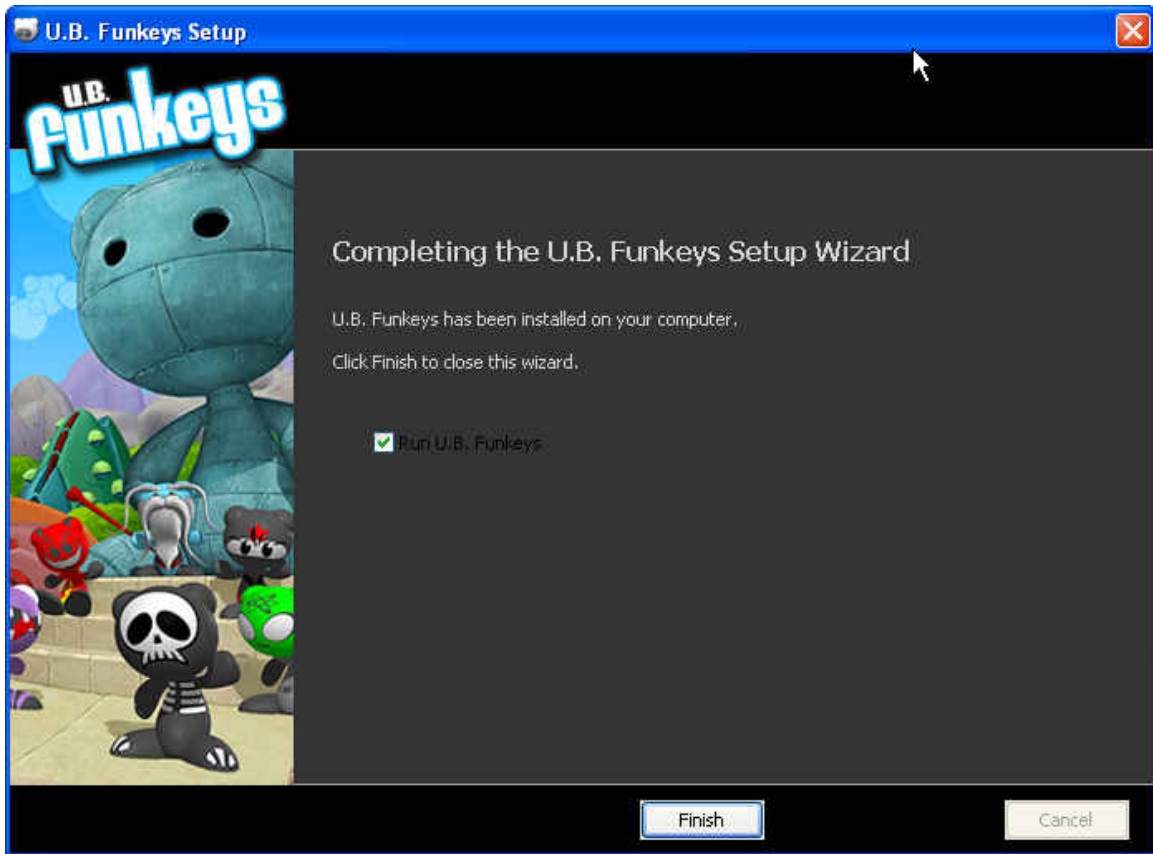 U.B. Funkeys Setup
U.B.
funkeys
Completing the U.B. Funkeys Setup Wizard
U.B. Funkeys has been installed on your computer.
Click Finish to close this wizard.
Run U.B. Funkeys
Finish
Cancel